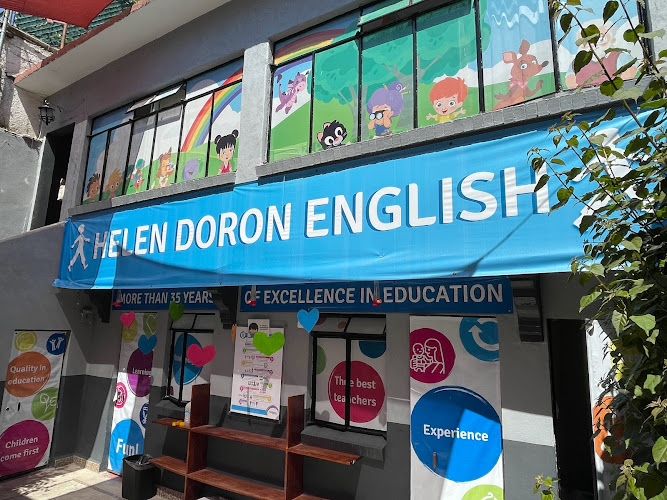 HELEN DORON ENGLISH
MORE THAN 35 YEARS OF EXCELLENCE IN EDUCATION
Quality in
education
Children
come first
Learning
Fun!
The best
teachers
Experience